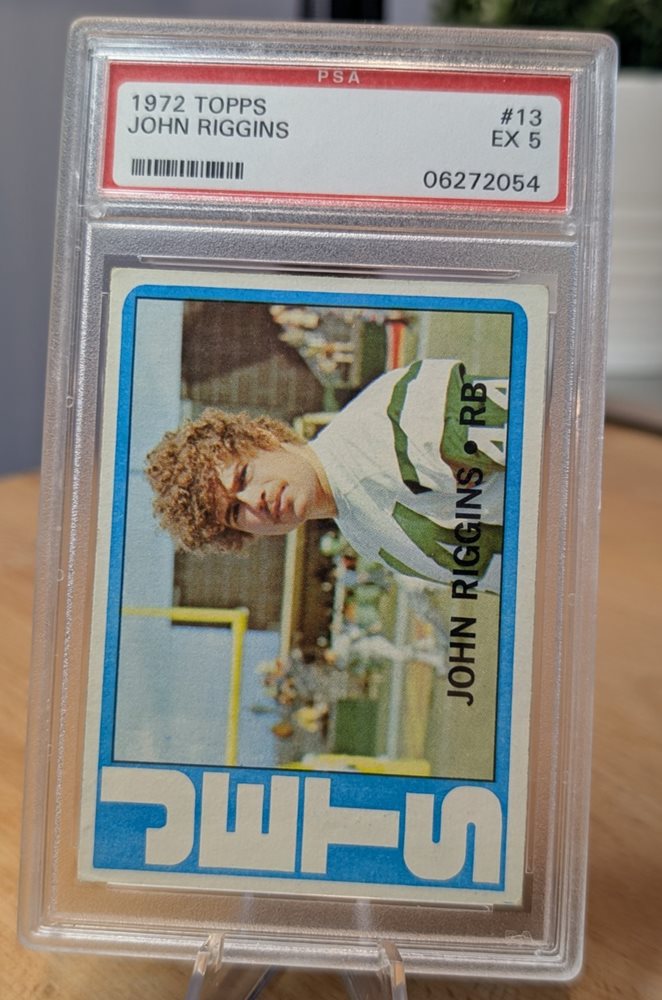 PSA
1972 TOPPS
#13
JOHN RIGGINS
EX 5
06272054
JOHN RIGGINS • RB
JETS